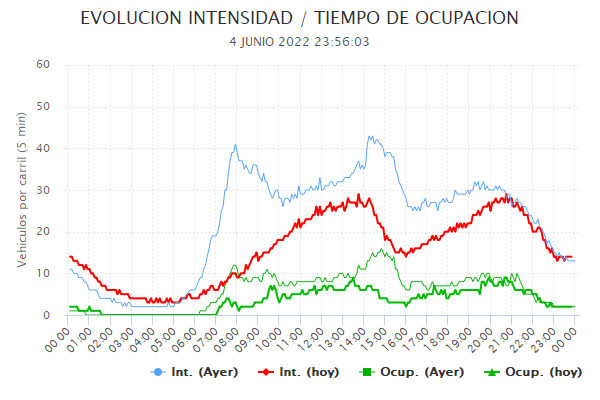 EVOLUCION INTENSIDAD / TIEMPO DE OCUPACION
4 JUNIO 2022 23:56:03
Vehiculos por carril (5 min)
60
50
40
30
20
10
0
00:00 01:00 02:00 03:00 04:00 05:00 06:00 07:00 08:00 09:00 10:00 11:00 12:00 13:00 14:00 15:00 16:00 17:00 18:00 19:00 20:00 21:00 22:00 23:00 00:00
Int. (Ayer) Int. (hoy) Ocup. (Ayer) Ocup. (hoy)